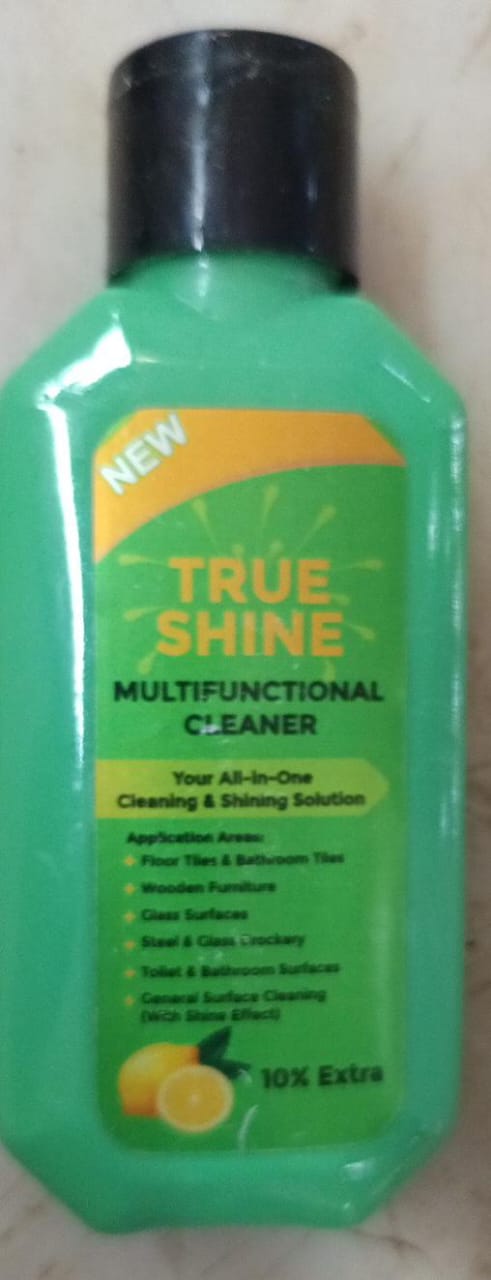 NEW
TRUE
SHINE
MULTIFUNCTIONAL
CLEANER
Your All-in-One
Cleaning & Shining Solution
Application Areas:
+ Floor Tiles & Bathroom Tiles
+ Wooden Furniture
+ Glass Surfaces
+ Steel & Glass Crockery
+ Toilet & Bathroom Surfaces
+ General Surface Cleaning
(With Shine Effect)
10% Extra